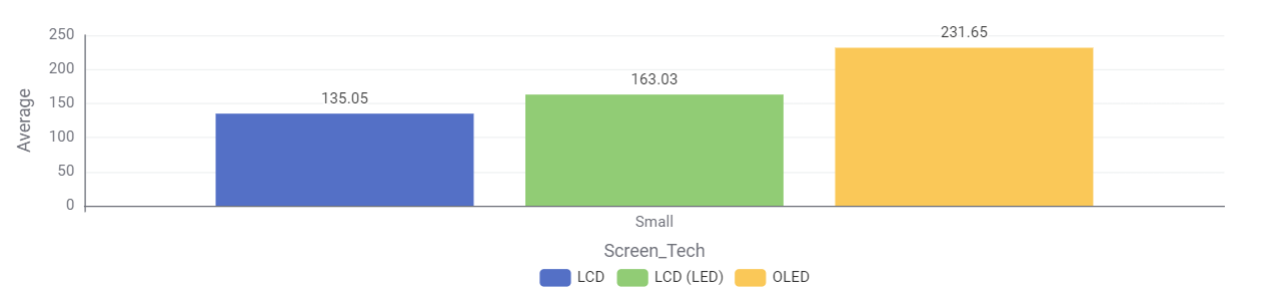 250
231.65
200
163.03
150
135.05
100
50
0
Average
Small
Screen_Tech
LCD LCD (LED) OLED